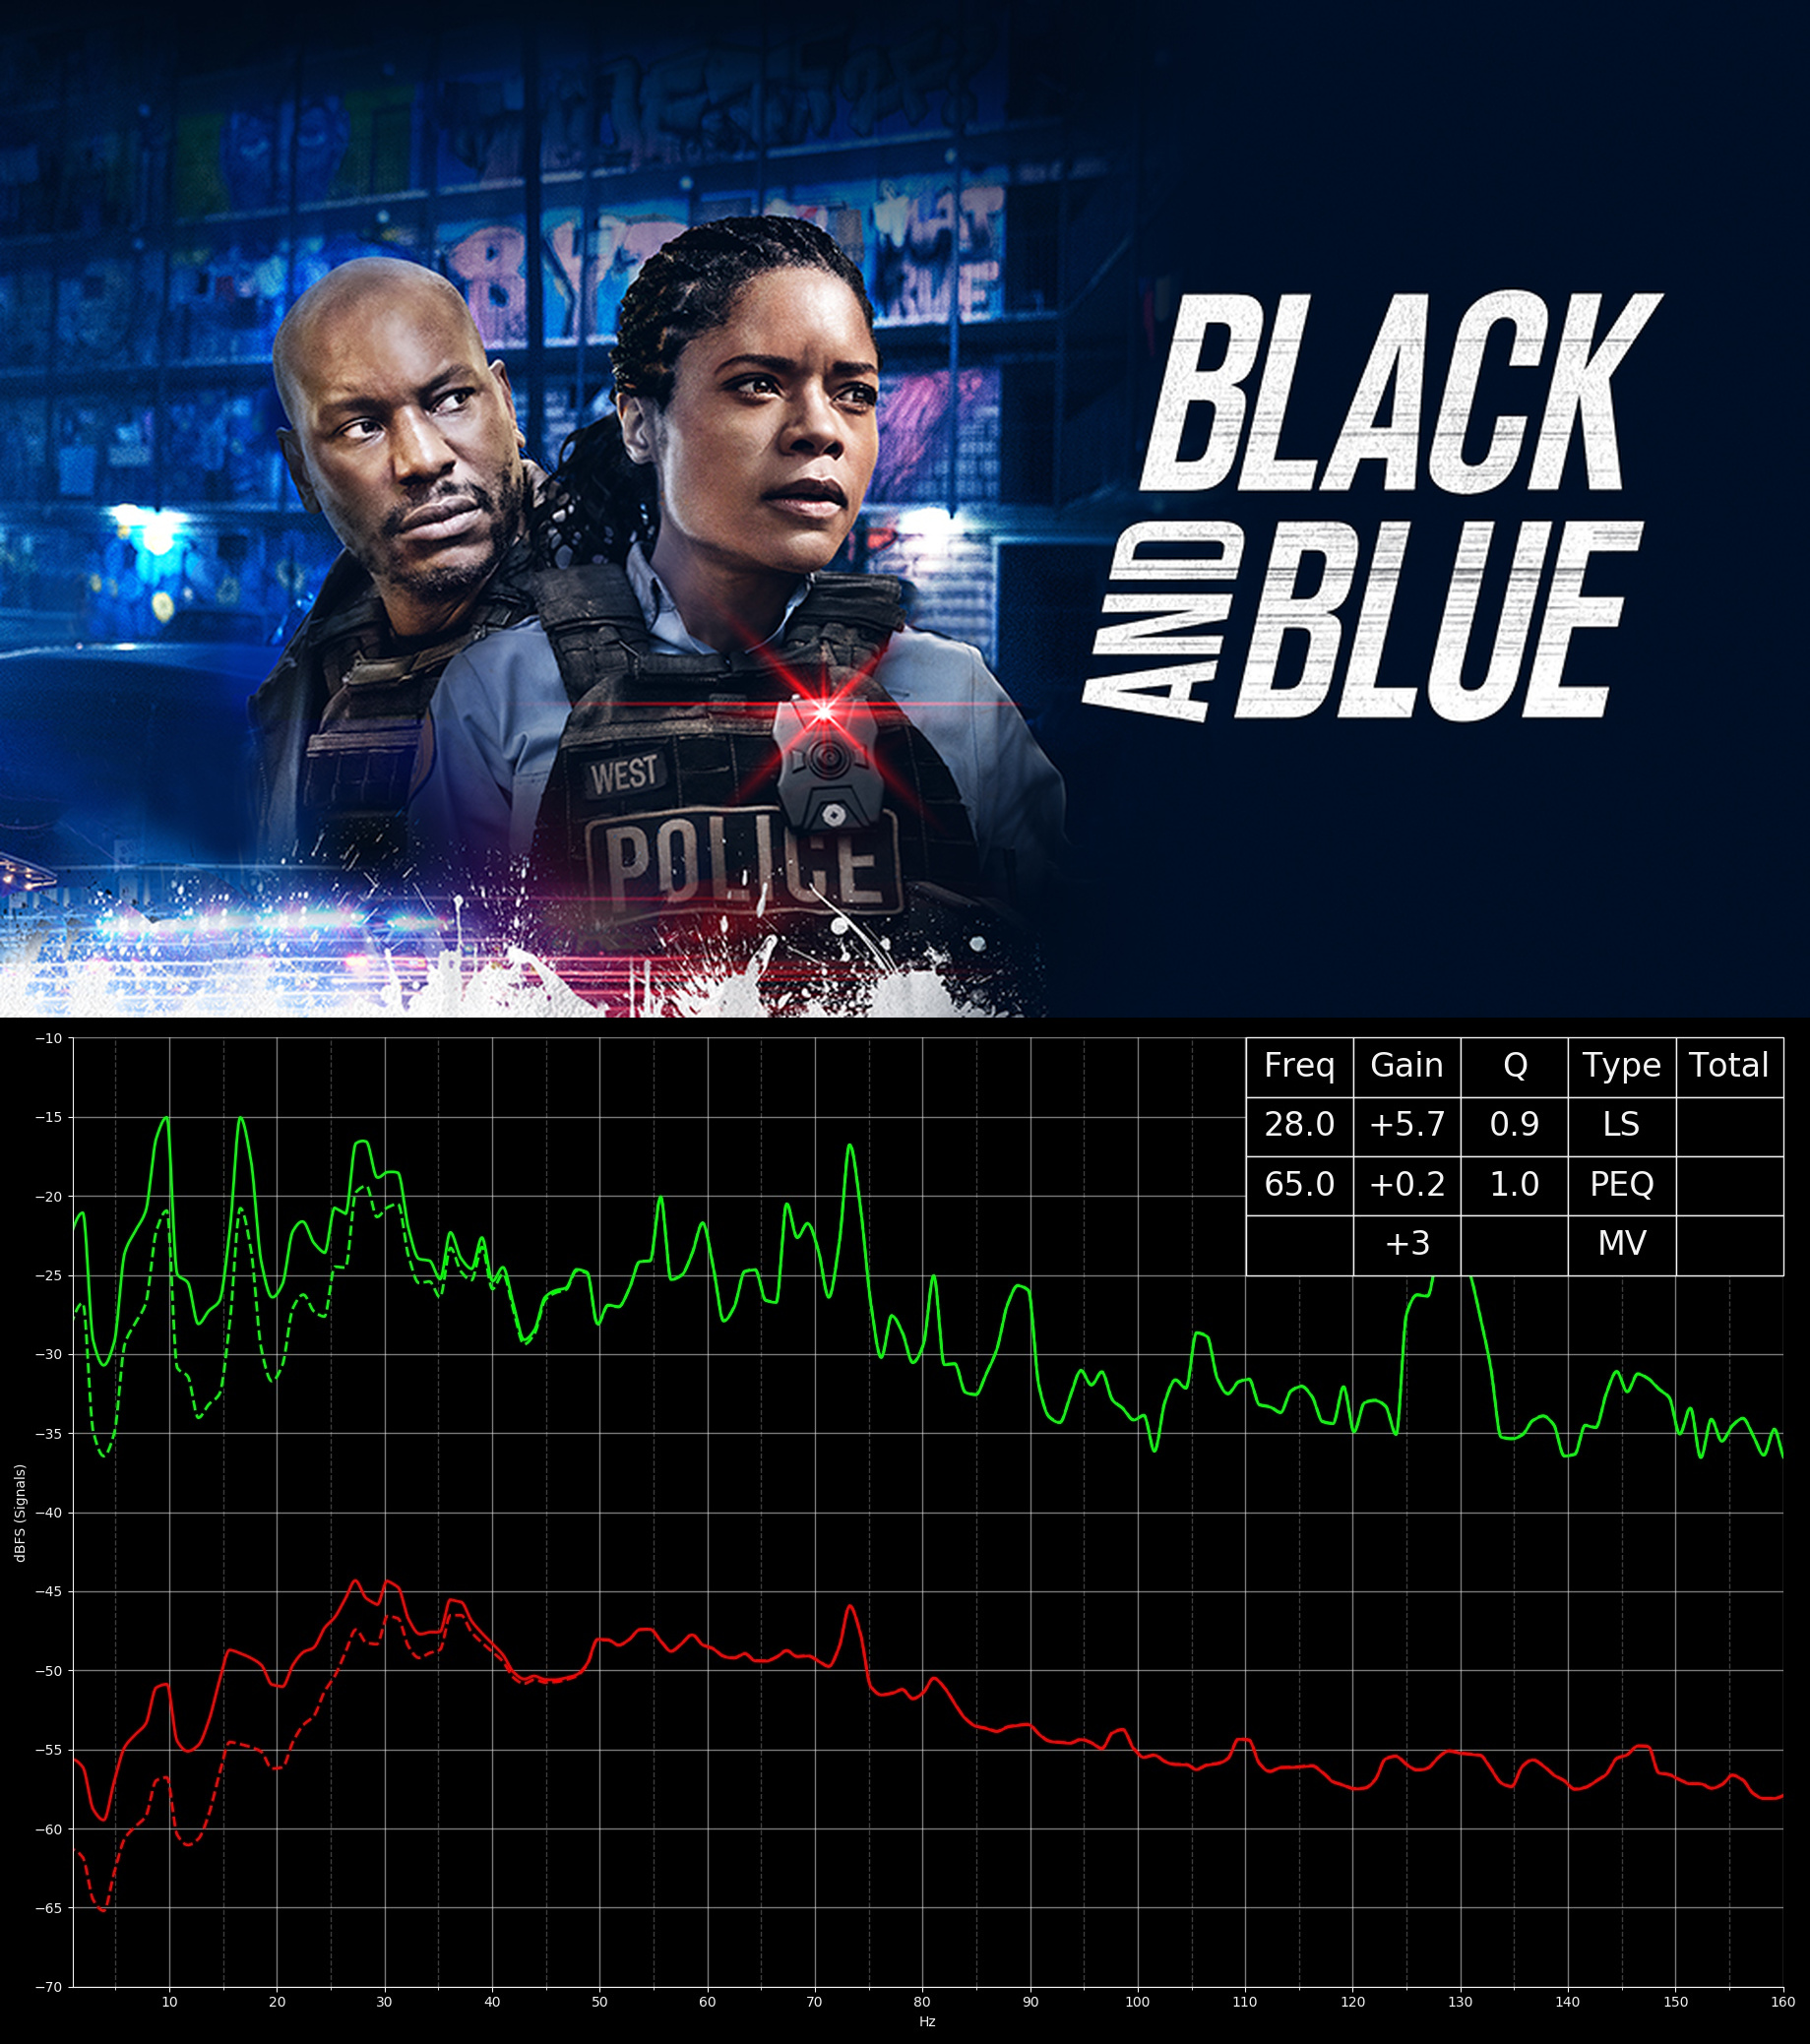 BLACK
AND BLUE
WEST
POLICE
Freq Gain Q Type Total
28.0 +5.7 0.9 LS
65.0 +0.2 1.0 PEQ
+3 MV
−10
−15
−20
−25
−30
−35
−40
−45
−50
−55
−60
−65
−70
dBFS (Signals)
10 20 30 40 50 60 70 80 90 100 110 120 130 140 150 160
Hz